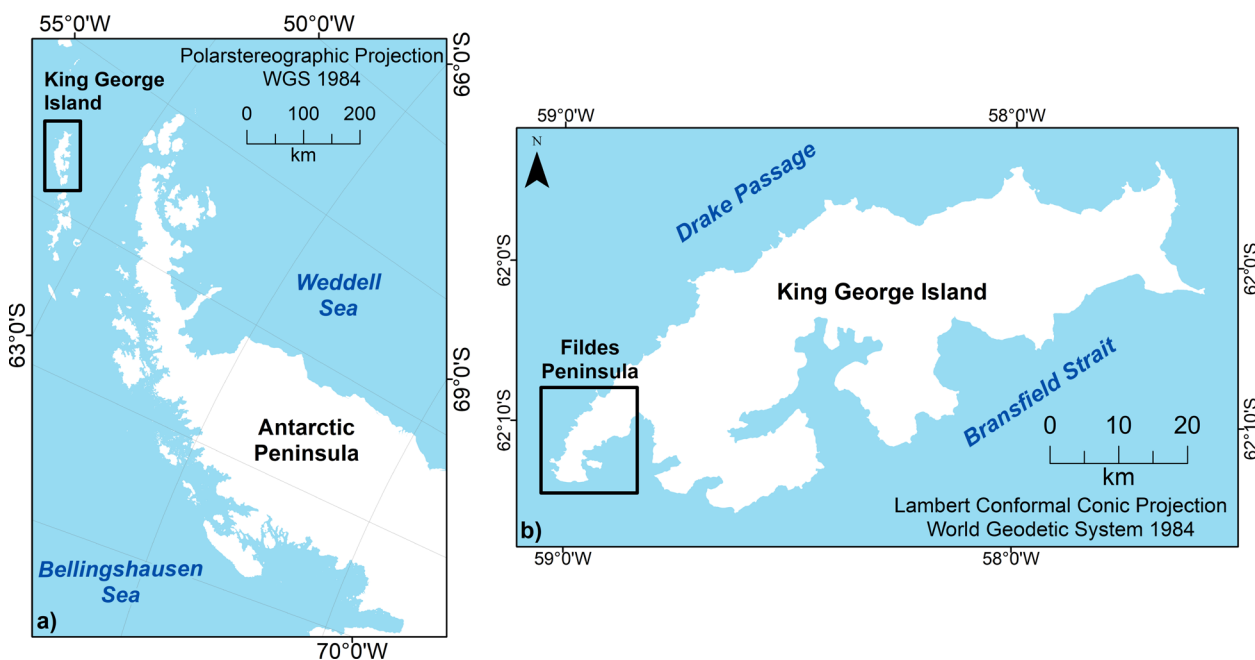 55°0'W
50°0'W
Polarstereographic Projection
WGS 1984
0 100 200
km
King George
Island
66°0'S
63°0'S
69°0'S
Weddell
Sea
Antarctic
Peninsula
Bellingshausen
Sea
a)
70°0'W
59°0'W
58°0'W
N
Drake Passage
62°0'S
62°0'S
King George Island
Fildes
Peninsula
Bransfield Strait
62°10'S
62°10'S
0 10 20
km
Lambert Conformal Conic Projection
World Geodetic System 1984
b)
59°0'W
58°0'W